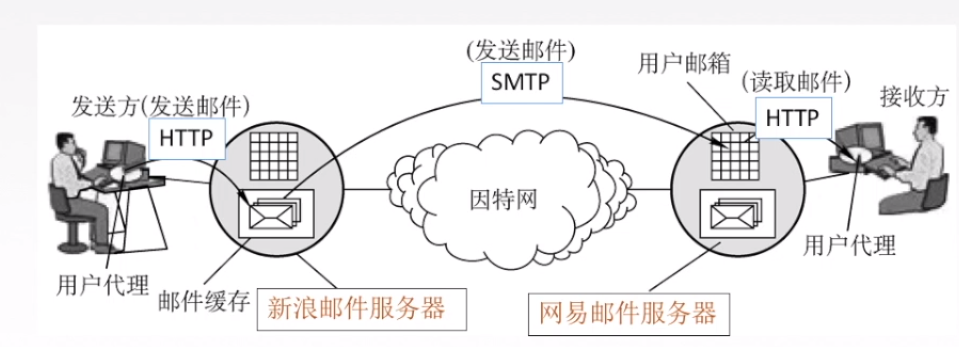 (发送邮件)
SMTP
用户邮箱
(读取邮件)
HTTP
接收方
发送方(发送邮件)
HTTP
因特网
用户代理
用户代理
邮件缓存
新浪邮件服务器
网易邮件服务器